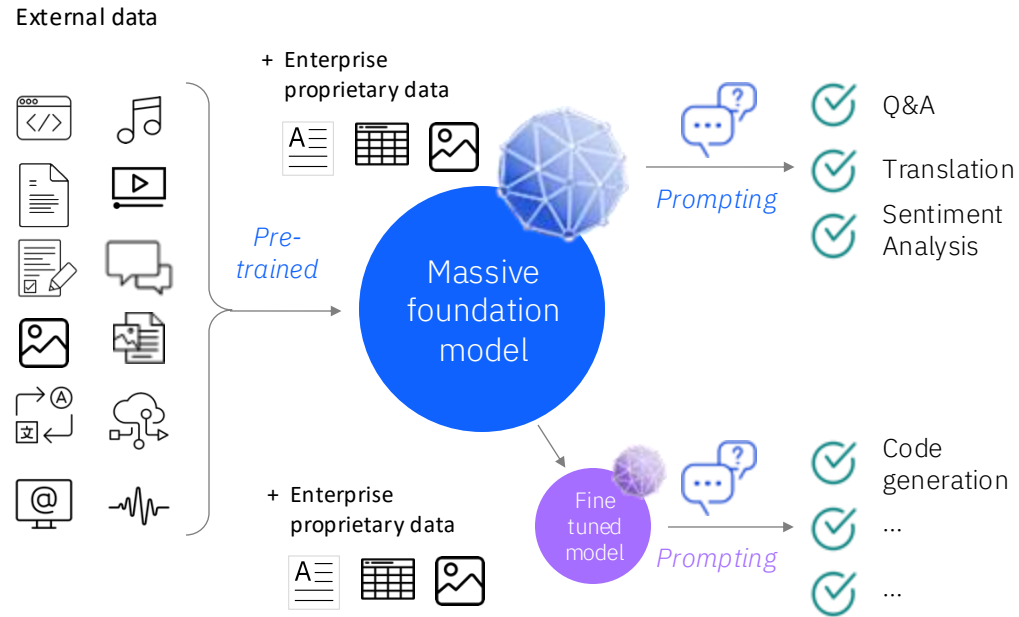 External data
+ Enterprise
proprietary data
A
</>
Pre-
trained
Massive
foundation
model
?
...
Prompting
Q&A
Translation
Sentiment
Analysis
A
文
@
+ Enterprise
proprietary data
A
Fine
tuned
model
?
...
Prompting
Code
generation
...
...